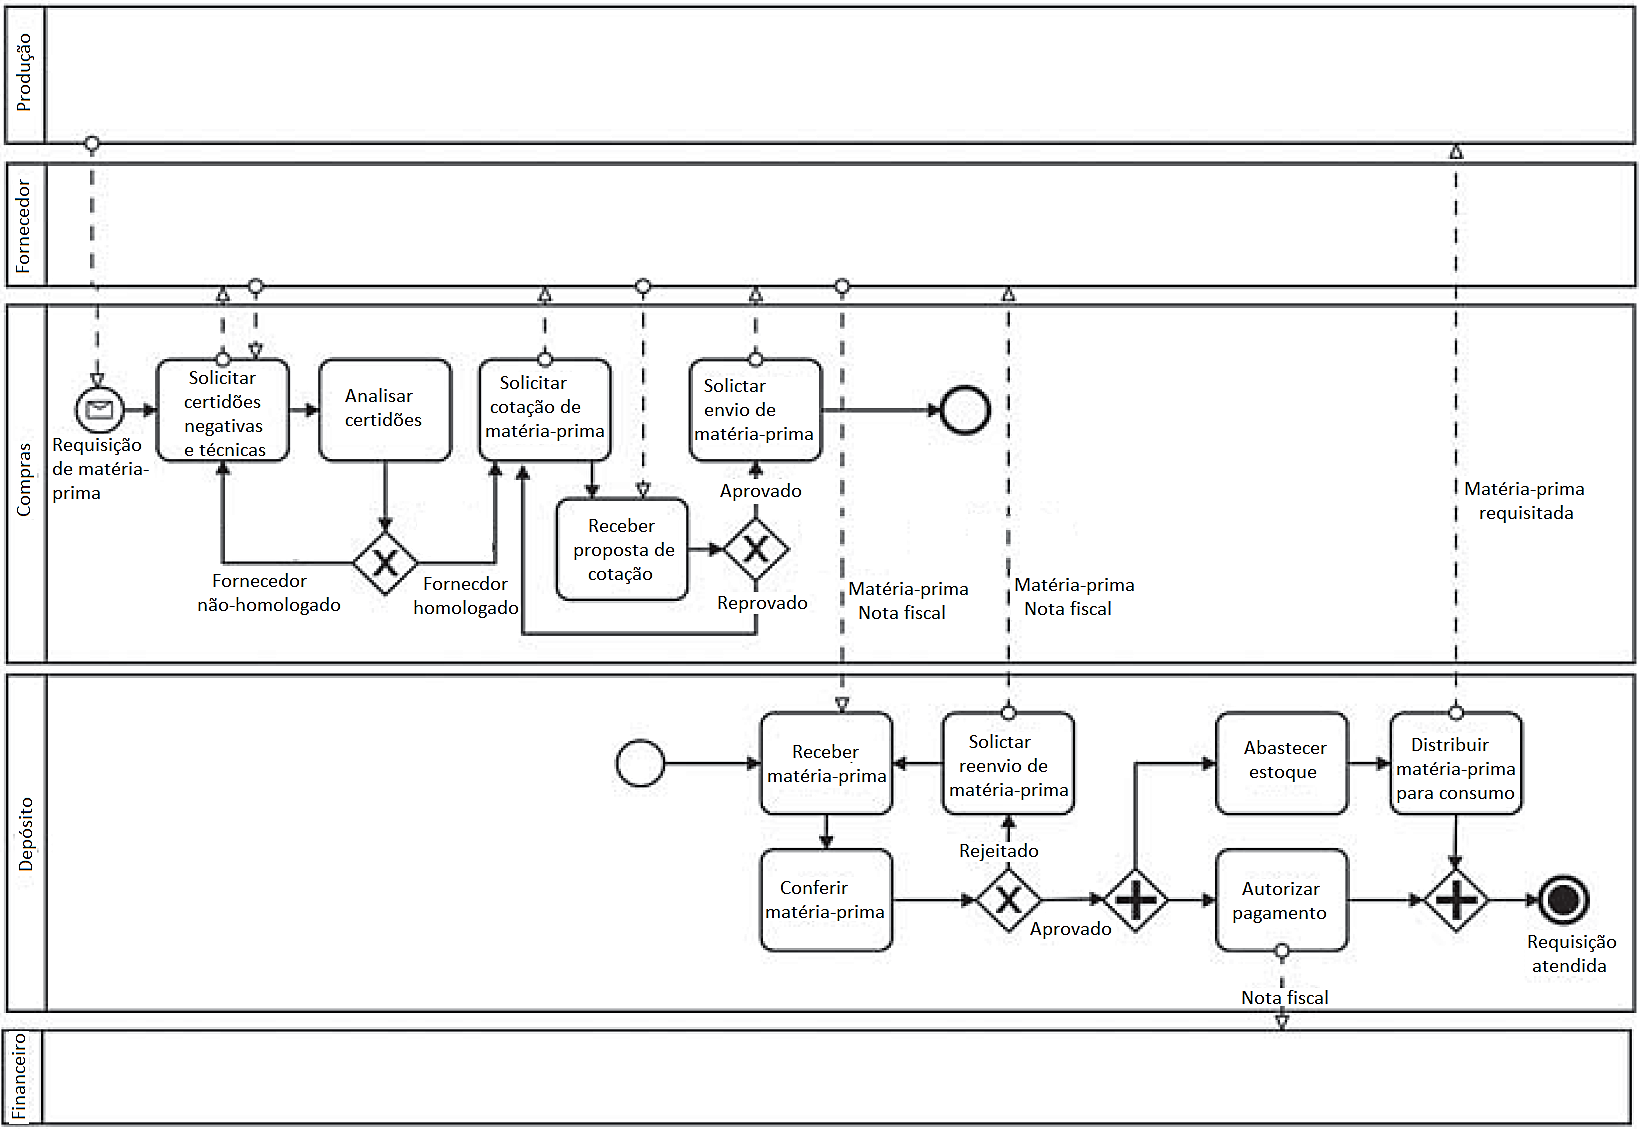 Produção
Fornecedor
Compras
Requisição
de matéria-
prima
Solicitar
certidões
negativas
e técnicas
Analisar
certidões
Fornecedor
não-homologado
Fornecdor
homologado
Solicitar
cotação de
matéria-prima
Receber
proposta de
cotação
Solictar
envio de
matéria-prima
Aprovado
Reprovado
Matéria-prima
Nota fiscal
Matéria-prima
Nota fiscal
Matéria-prima
requisitada
Depósito
Receber
matéria-prima
Solictar
reenvio de
matéria-prima
Abastecer
estoque
Distribuir
matéria-prima
para consumo
Rejeitado
Conferir
matéria-prima
Aprovado
Autorizar
pagamento
Requisição
atendida
Nota fiscal
Financeiro